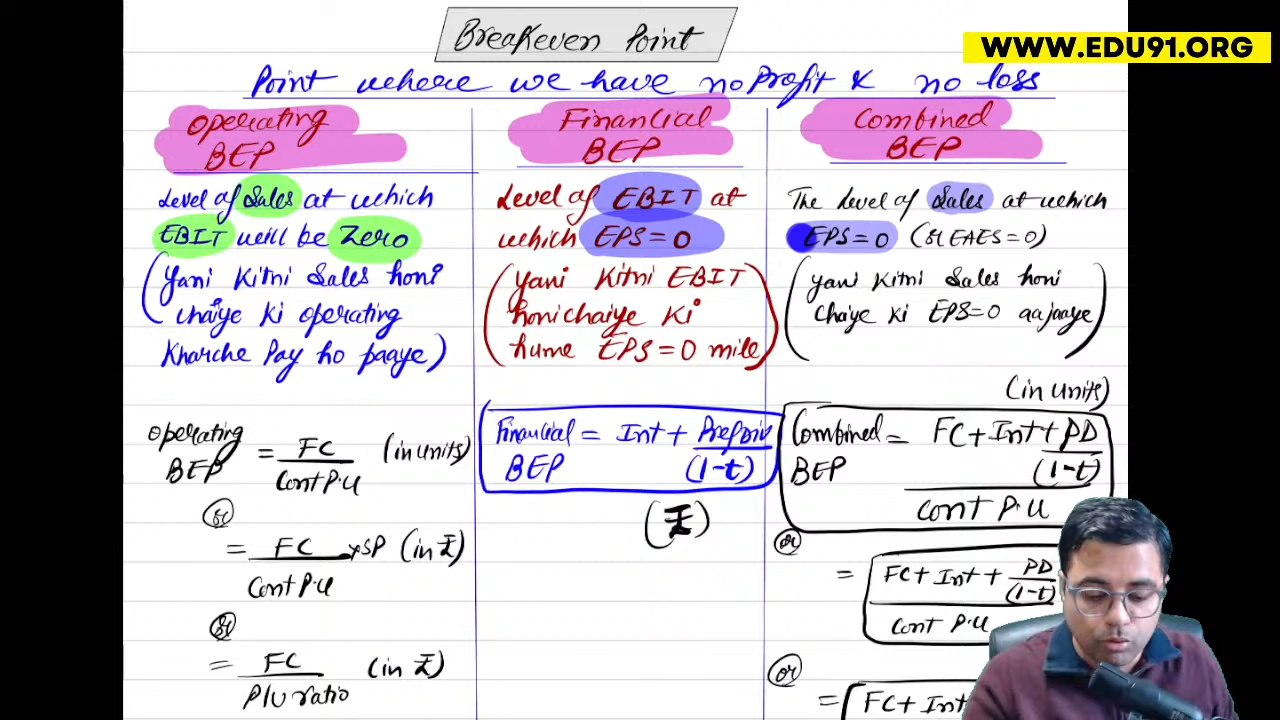 Breakeven Point
WWW.EDU91.ORG
Point where we have no Profit & no loss
Operating
BEP
Level of Sales at which
EBIT will be Zero
(Yani Kitni Sales honi
chaiye ki operating
Kharche Pay ho paaye)
Operating BEP = FC / Cont P.U (in units)
or
= FC / Cont P.U × SP (in ₹)
or
= FC / P/V ratio (in ₹)
Financial
BEP
Level of EBIT at
which EPS = 0
(yani Kitni EBIT
honi chaiye Ki
hume EPS = 0 mile)
Financial BEP = Int + Pref Div / (1-t)
(₹)
Combined
BEP
The Level of Sales at which
EPS = 0 (or EAES = 0)
(yani Kitni Sales honi
chaiye ki EPS=0 aajaaye)
(in units)
Combined BEP = FC + Int + PD / (1-t) / Cont P.U
or
= FC + Int + PD / (1-t) / Cont P.U
or
= FC + Int